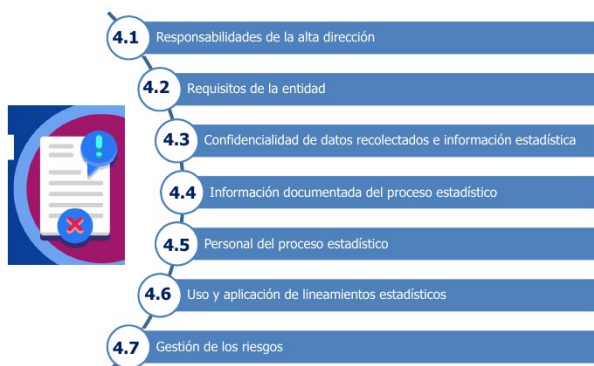 4.1 Responsabilidades de la alta dirección
4.2 Requisitos de la entidad
4.3 Confidencialidad de datos recolectados e información estadística
4.4 Información documentada del proceso estadístico
4.5 Personal del proceso estadístico
4.6 Uso y aplicación de lineamientos estadísticos
4.7 Gestión de los riesgos